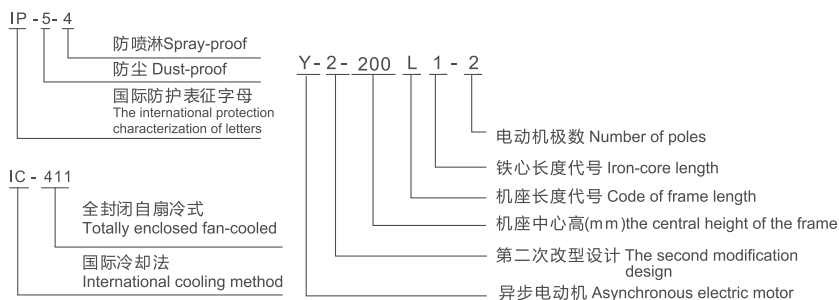 IP-5-4
防喷淋Spray-proof
防尘 Dust-proof
国际防护表征字母
The international protection
characterization of letters
IC-411
全封闭自扇冷式
Totally enclosed fan-cooled
国际冷却法
International cooling method
Y-2-200 L 1-2
电动机极数 Number of poles
铁心长度代号 Iron-core length
机座长度代号 Code of frame length
机座中心高(mm)the central height of the frame
第二次改型设计 The second modification
design
异步电动机 Asynchronous electric motor